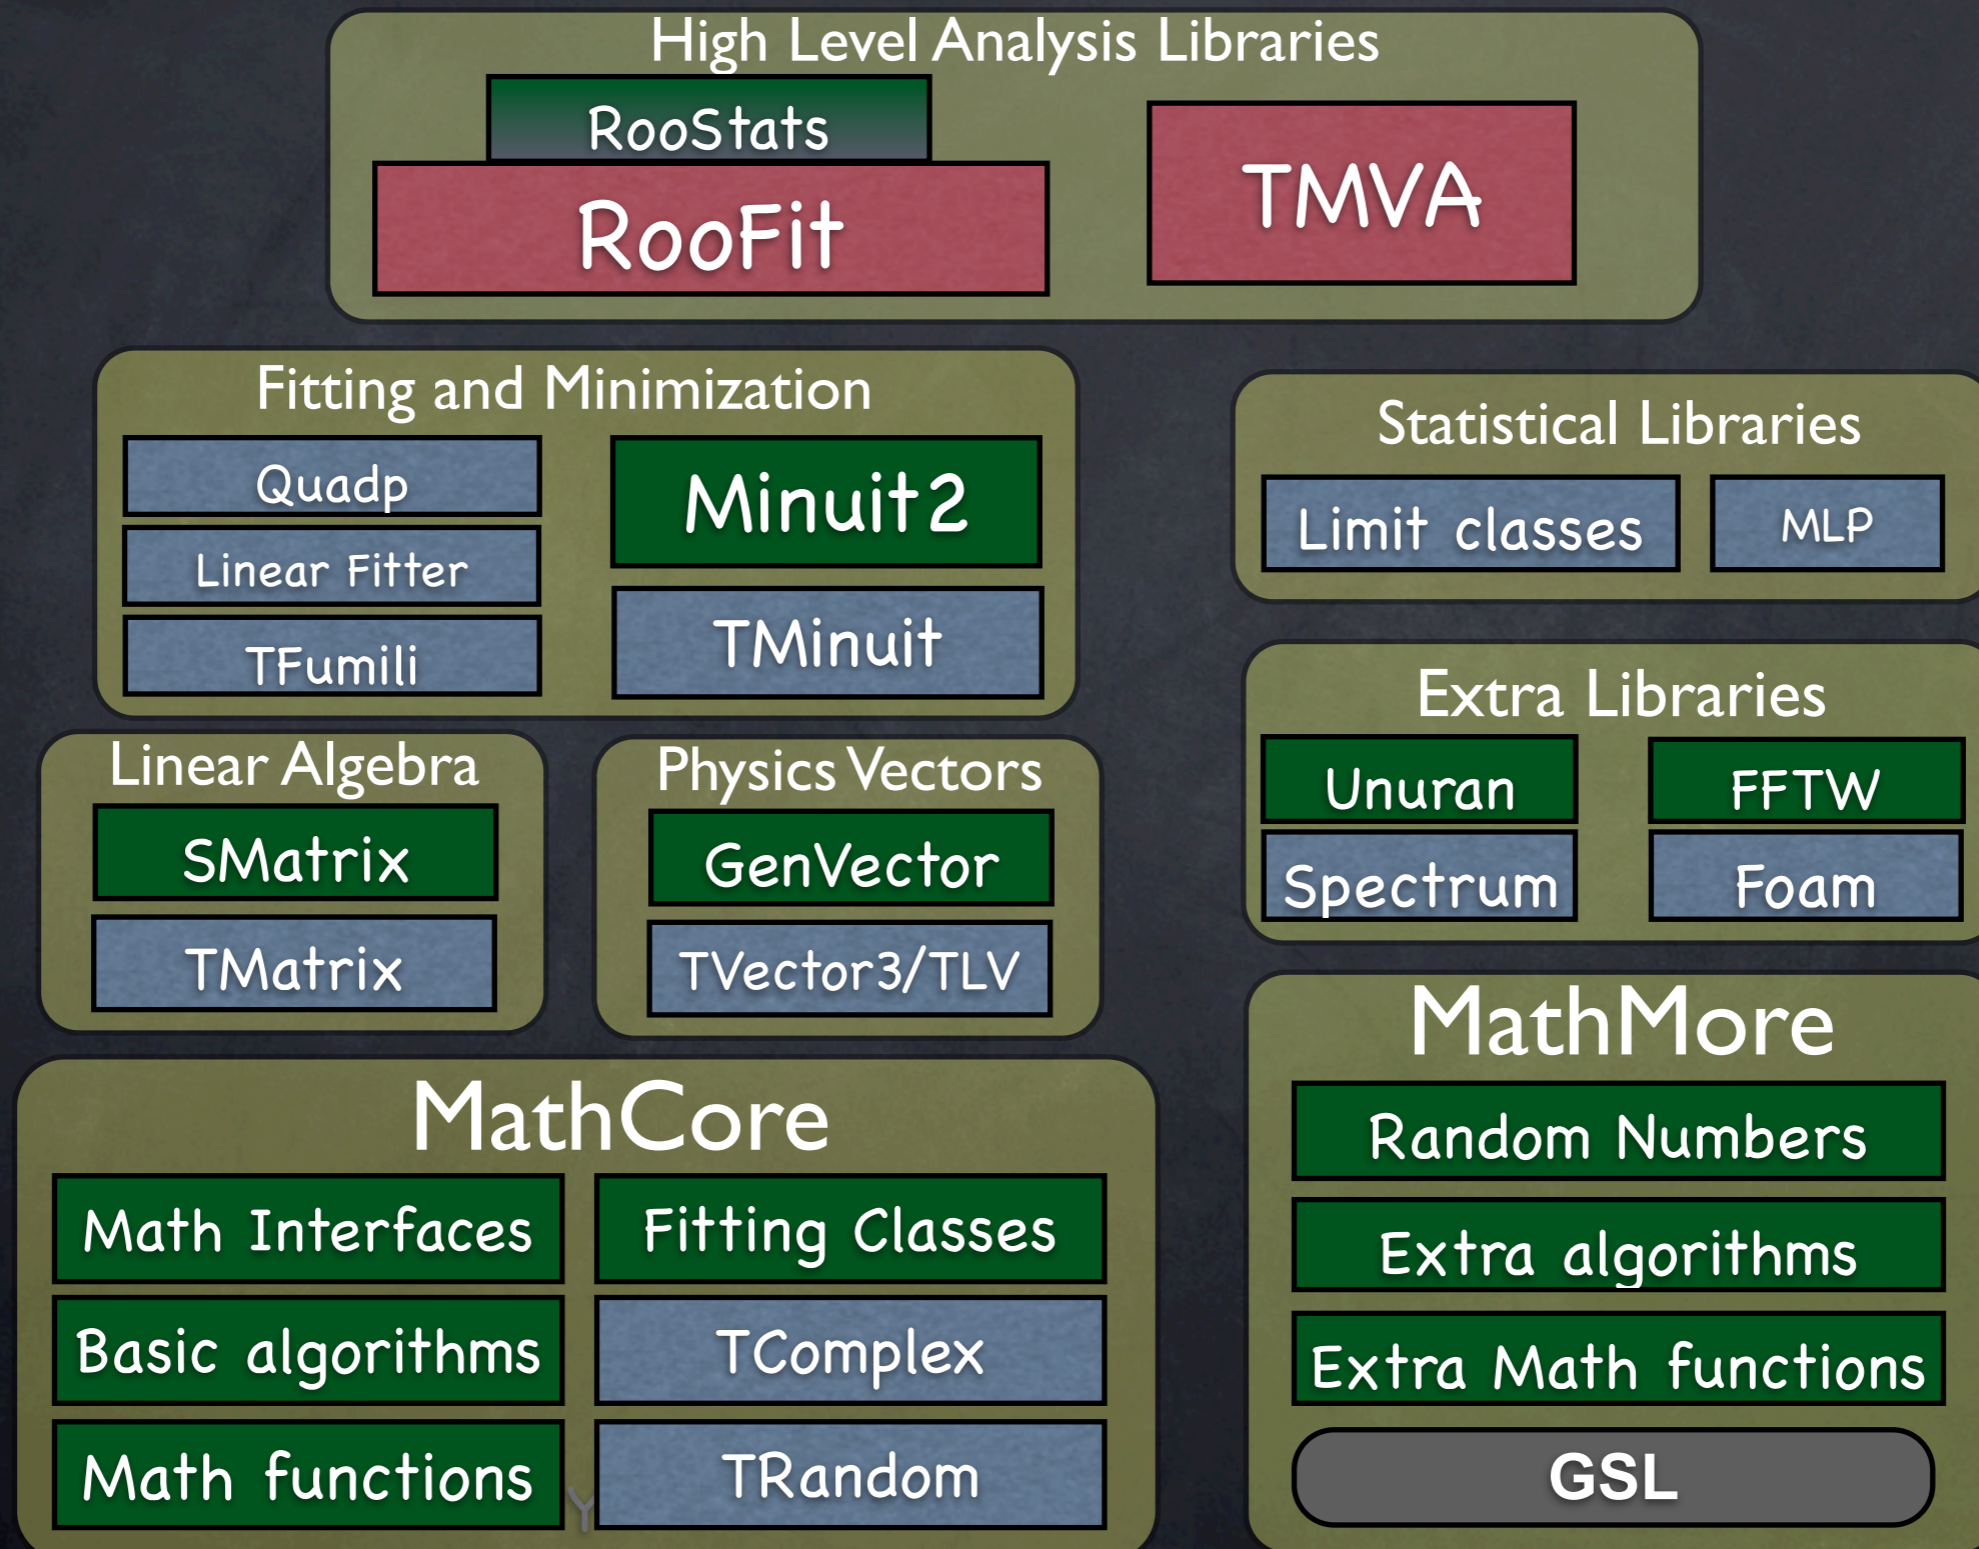 High Level Analysis Libraries
RooStats
RooFit
TMVA
Fitting and Minimization
Quadp
Linear Fitter
TFumili
Minuit2
TMinuit
Statistical Libraries
Limit classes
MLP
Extra Libraries
Unuran
FFTW
Spectrum
Foam
Linear Algebra
SMatrix
TMatrix
Physics Vectors
GenVector
TVector3/TLV
MathCore
Math Interfaces
Fitting Classes
Basic algorithms
TComplex
Math functions
TRandom
Y
MathMore
Random Numbers
Extra algorithms
Extra Math functions
GSL